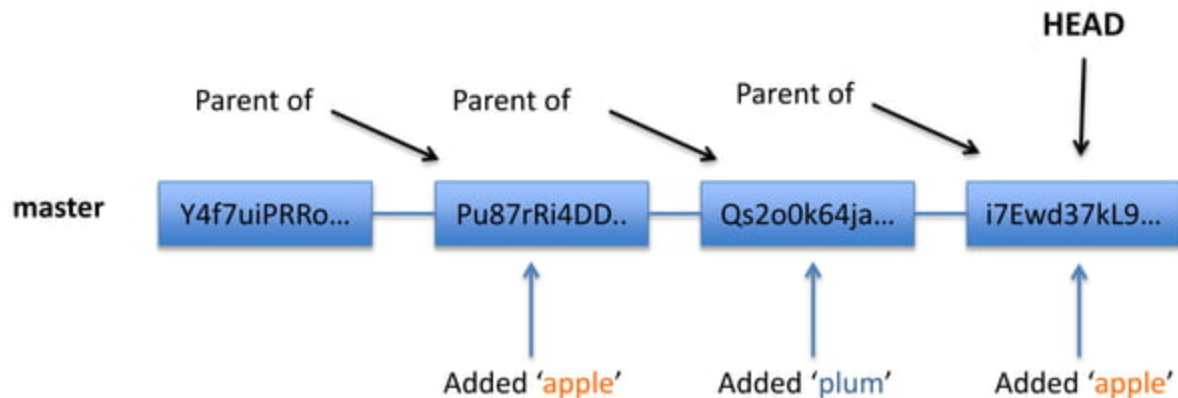 HEAD
Parent of
Parent of
Parent of
master
Y4f7uiPRRo...
Pu87rRi4DD..
Qs2o0k64ja...
i7Ewd37kL9...
Added ‘apple’
Added ‘plum’
Added ‘apple’